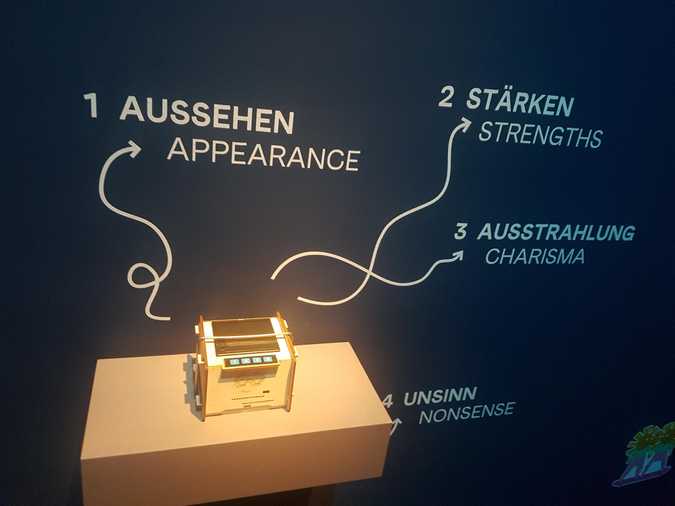 1 AUSSEHEN
APPEARANCE
2 STÄRKEN
STRENGTHS
3 AUSSTRAHLUNG
CHARISMA
4 UNSINN
NONSENSE